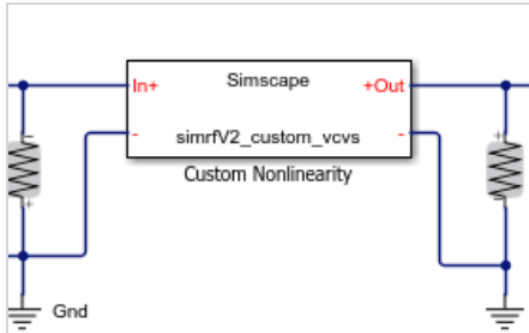 Simscape
In+ +Out
- -
simrfV2_custom_vcvs
Custom Nonlinearity
- +
+ -
Gnd